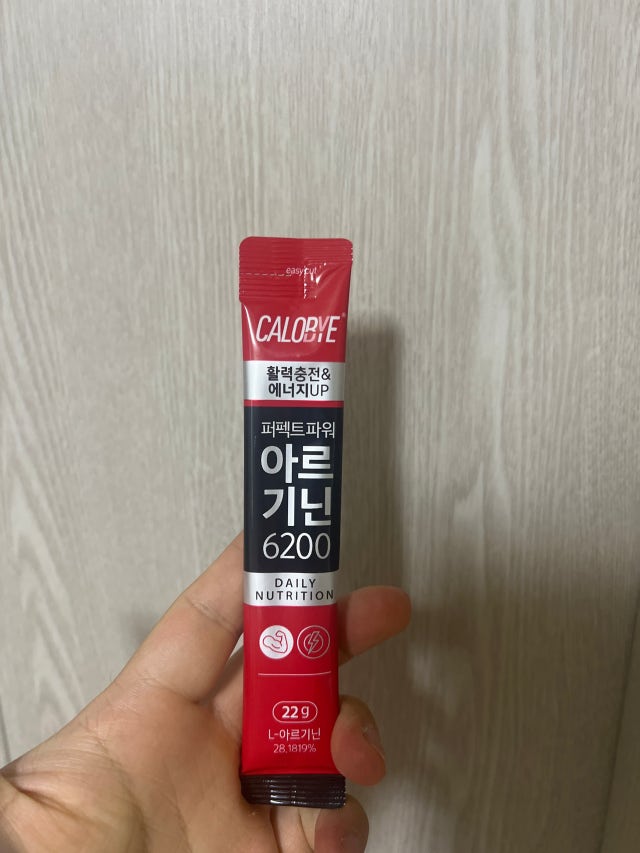 easy cut
CALOBYE®
활력충전&
에너지UP
퍼펙트파워
아르
기닌
6200
DAILY
NUTRITION
22g
L-아르기닌
28.1819%